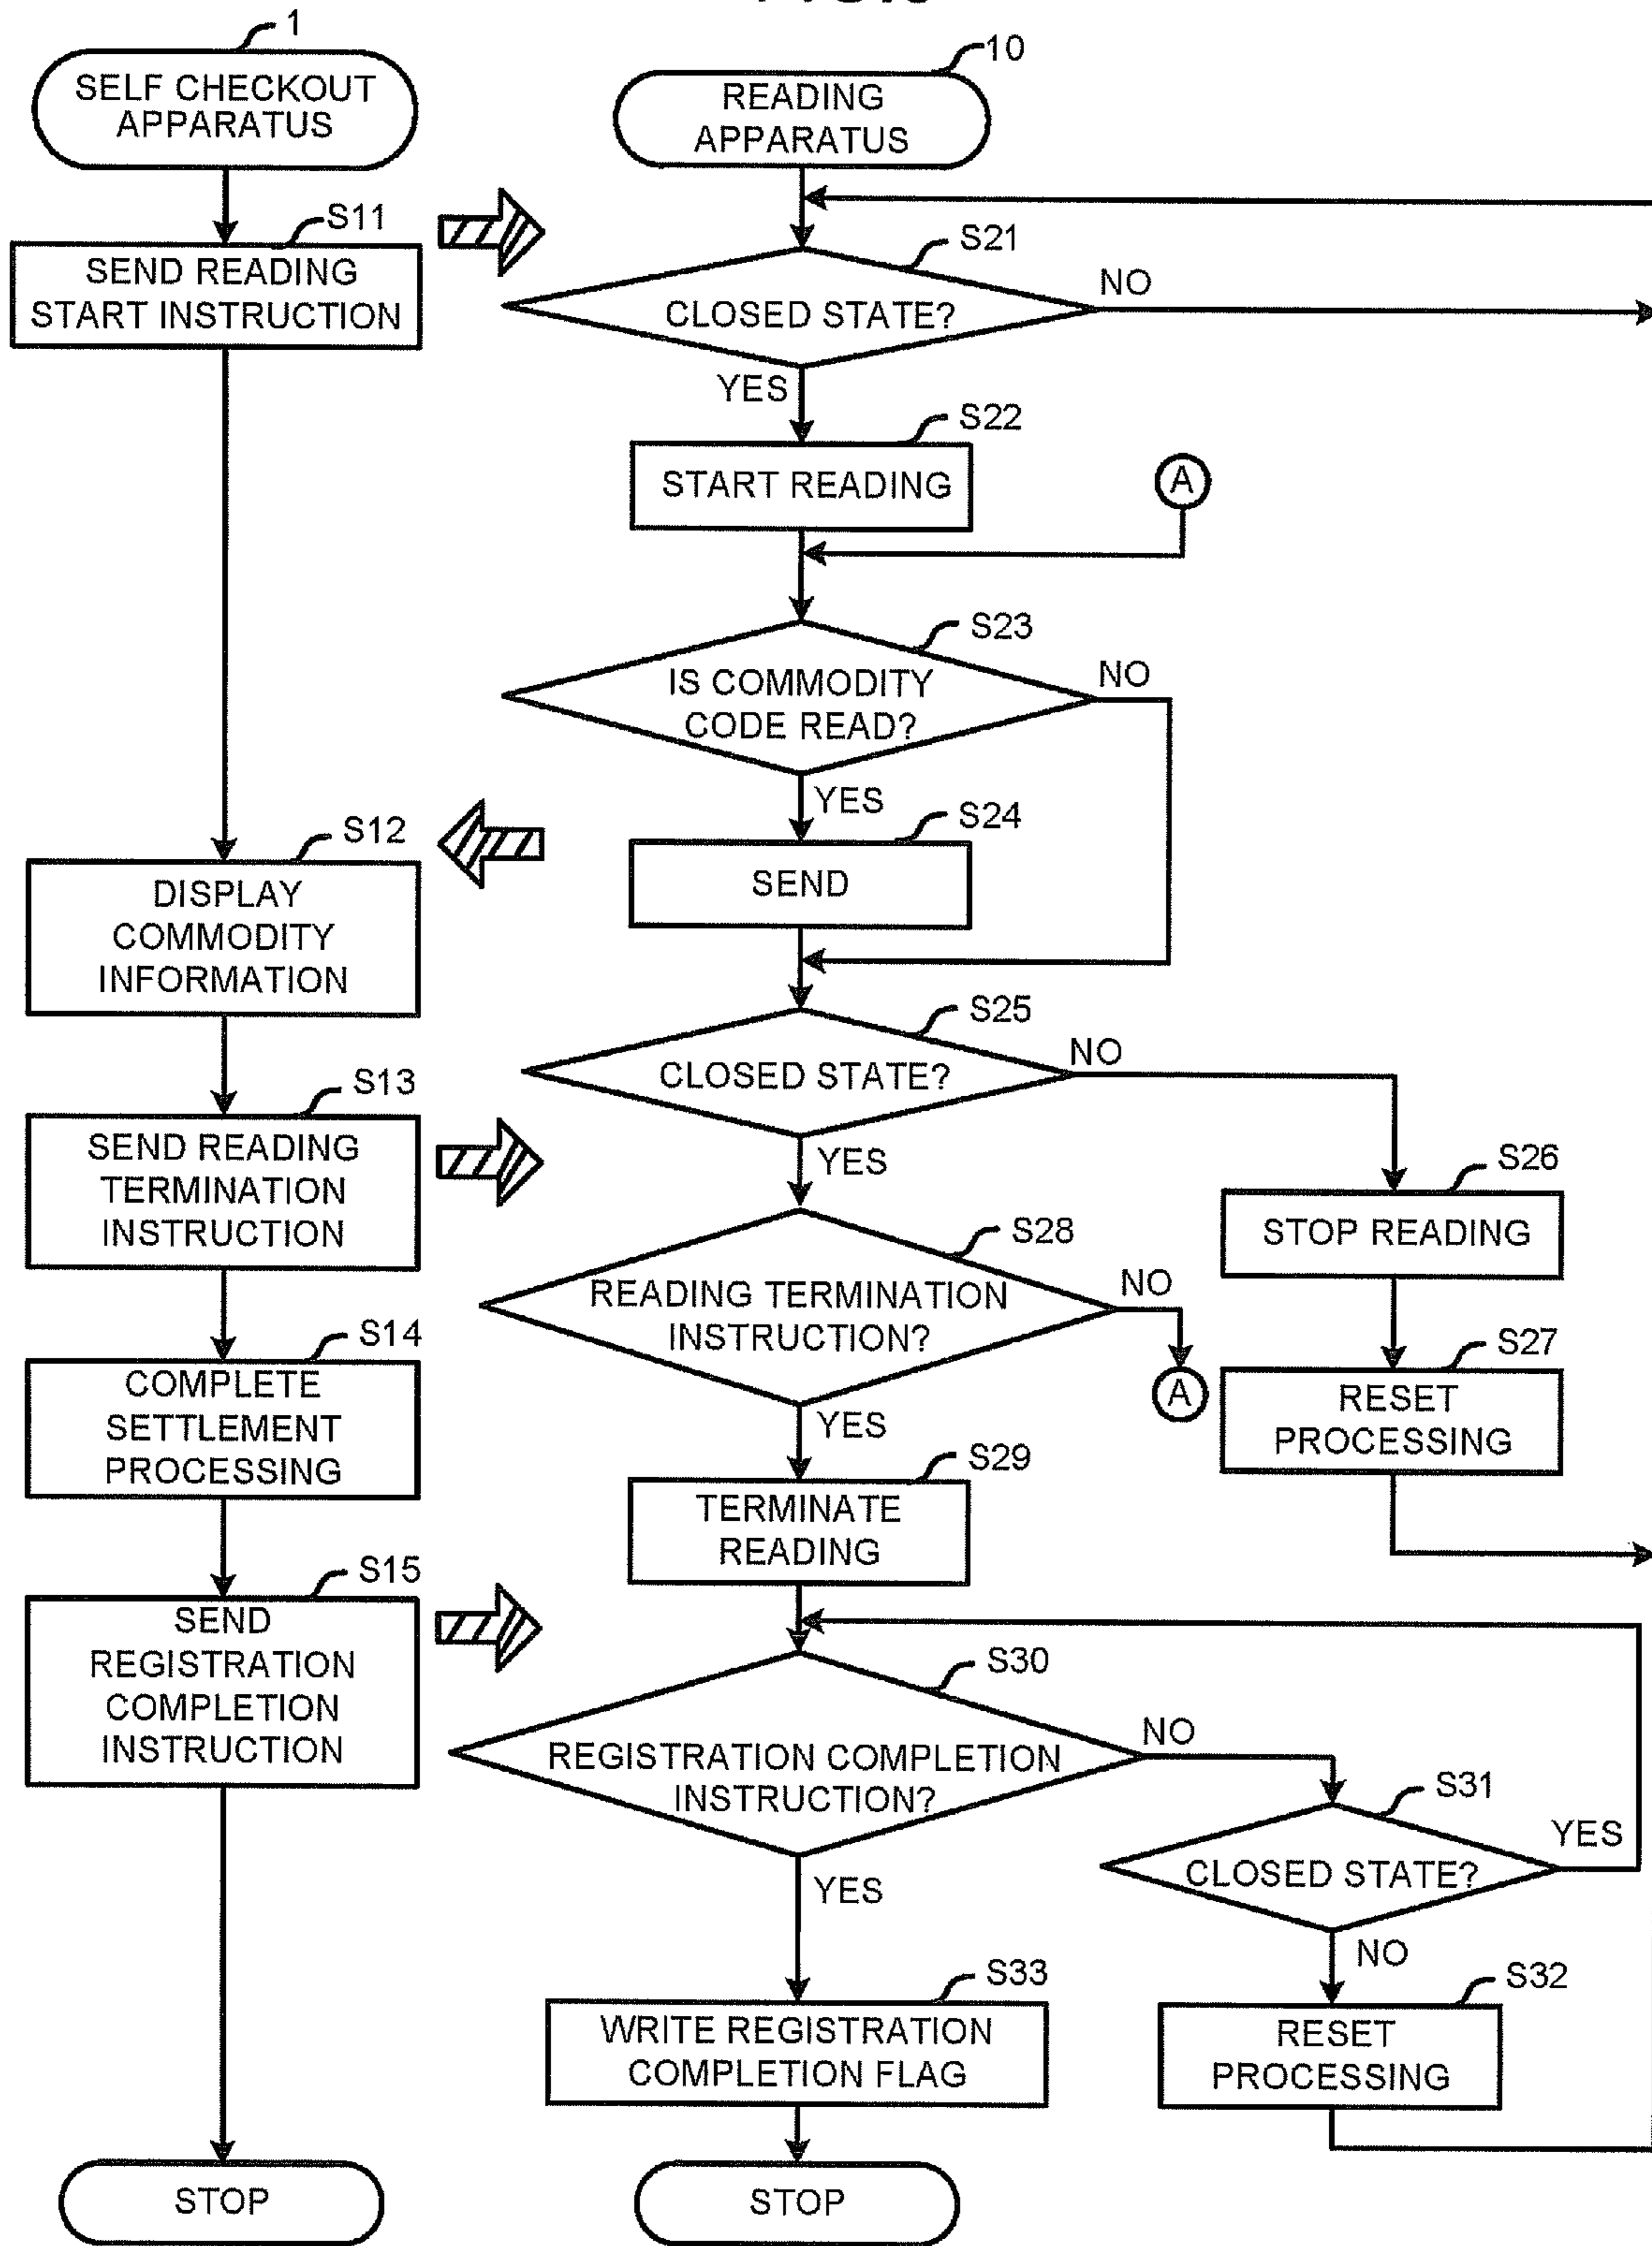 1
SELF CHECKOUT
APPARATUS
S11
SEND READING
START INSTRUCTION
S12
DISPLAY
COMMODITY
INFORMATION
S13
SEND READING
TERMINATION
INSTRUCTION
S14
COMPLETE
SETTLEMENT
PROCESSING
S15
SEND
REGISTRATION
COMPLETION
INSTRUCTION
STOP
10
READING
APPARATUS
S21
CLOSED STATE?
NO
YES
S22
START READING
A
S23
IS COMMODITY
CODE READ?
NO
YES
S24
SEND
S25
CLOSED STATE?
NO
YES
S26
STOP READING
S27
RESET
PROCESSING
S28
READING TERMINATION
INSTRUCTION?
NO
A
YES
S29
TERMINATE
READING
S30
REGISTRATION COMPLETION
INSTRUCTION?
NO
YES
S31
CLOSED STATE?
YES
NO
S32
RESET
PROCESSING
S33
WRITE REGISTRATION
COMPLETION FLAG
STOP